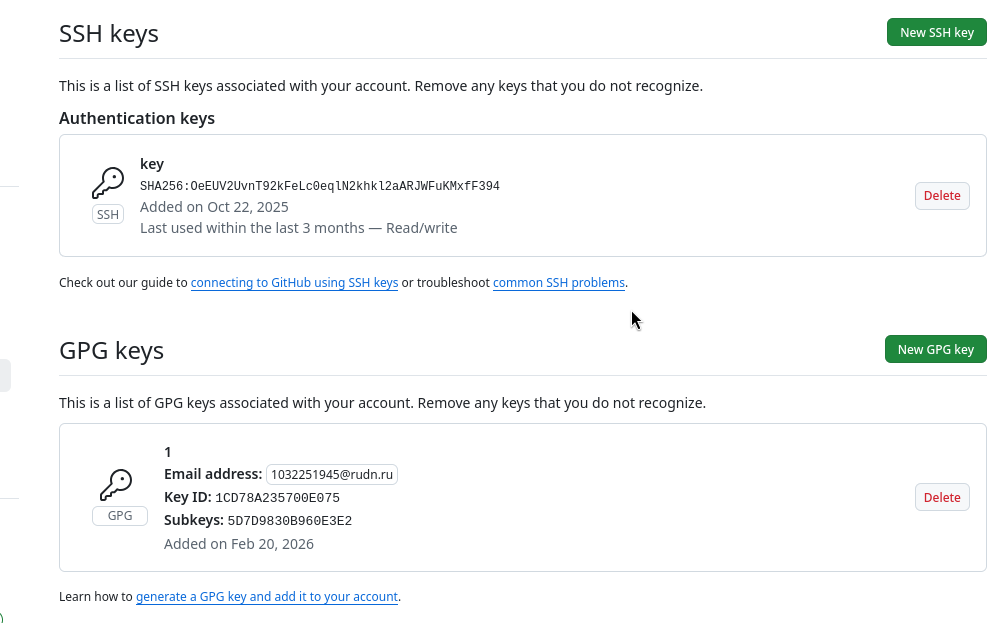 SSH keys
New SSH key
This is a list of SSH keys associated with your account. Remove any keys that you do not recognize.
Authentication keys
key
SHA256:OeEUV2UvnT92kFeLc0eqlN2khkl2aARJWFuKMxfF394
Added on Oct 22, 2025
Last used within the last 3 months — Read/write
SSH
Delete
Check out our guide to connecting to GitHub using SSH keys or troubleshoot common SSH problems.
GPG keys
New GPG key
This is a list of GPG keys associated with your account. Remove any keys that you do not recognize.
1
Email address: 1032251945@rudn.ru
Key ID: 1CD78A235700E075
Subkeys: 5D7D9830B960E3E2
Added on Feb 20, 2026
GPG
Delete
Learn how to generate a GPG key and add it to your account.